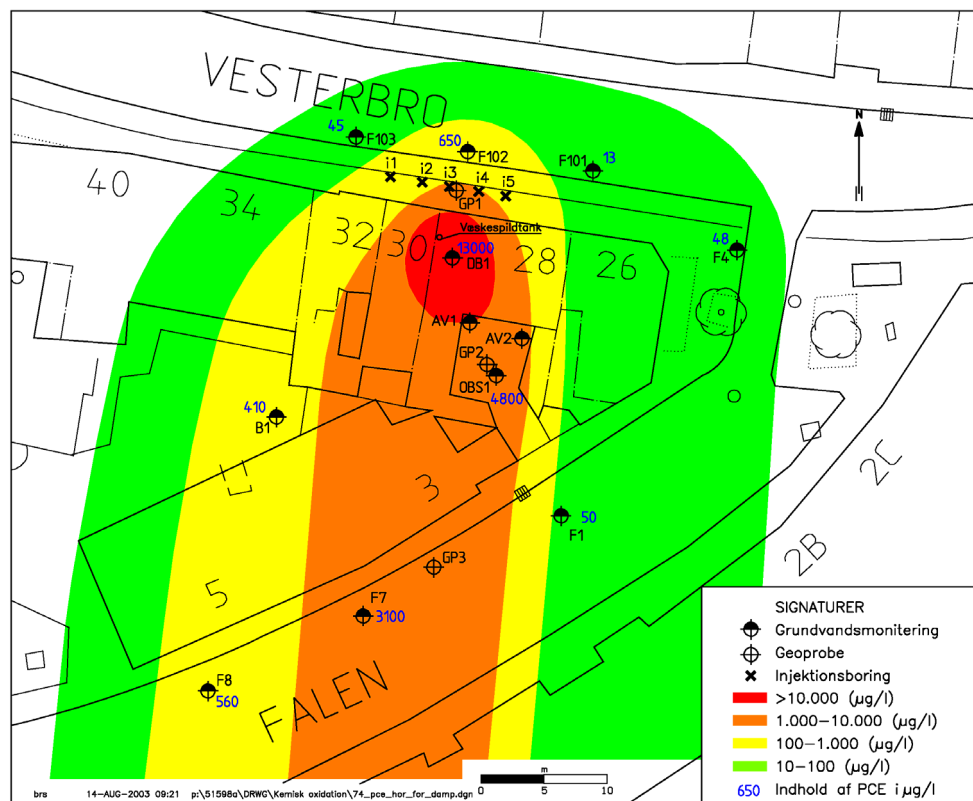 VESTERBRO
45
F103
650
F102
F101
13
i1
i2
i3
i4
i5
GP1
N
40
34
32
30
28
26
Væskespildtank
13000
DB1
48
F4
AV1
AV2
GP2
OBS1
4800
410
B1
3
50
F1
2C
2B
GP3
5
F7
3100
F8
560
FALEN
SIGNATURER
Grundvandsmonitering
Geoprobe
Injektionsboring
>10.000 (µg/l)
1.000–10.000 (µg/l)
100–1.000 (µg/l)
10–100 (µg/l)
650 Indhold af PCE i µg/l
m
0 5 10
brs 14-AUG-2003 09:21 p:\51598a\DRWG\Kemisk oxidation\74_pce_hor_for_damp.dgn